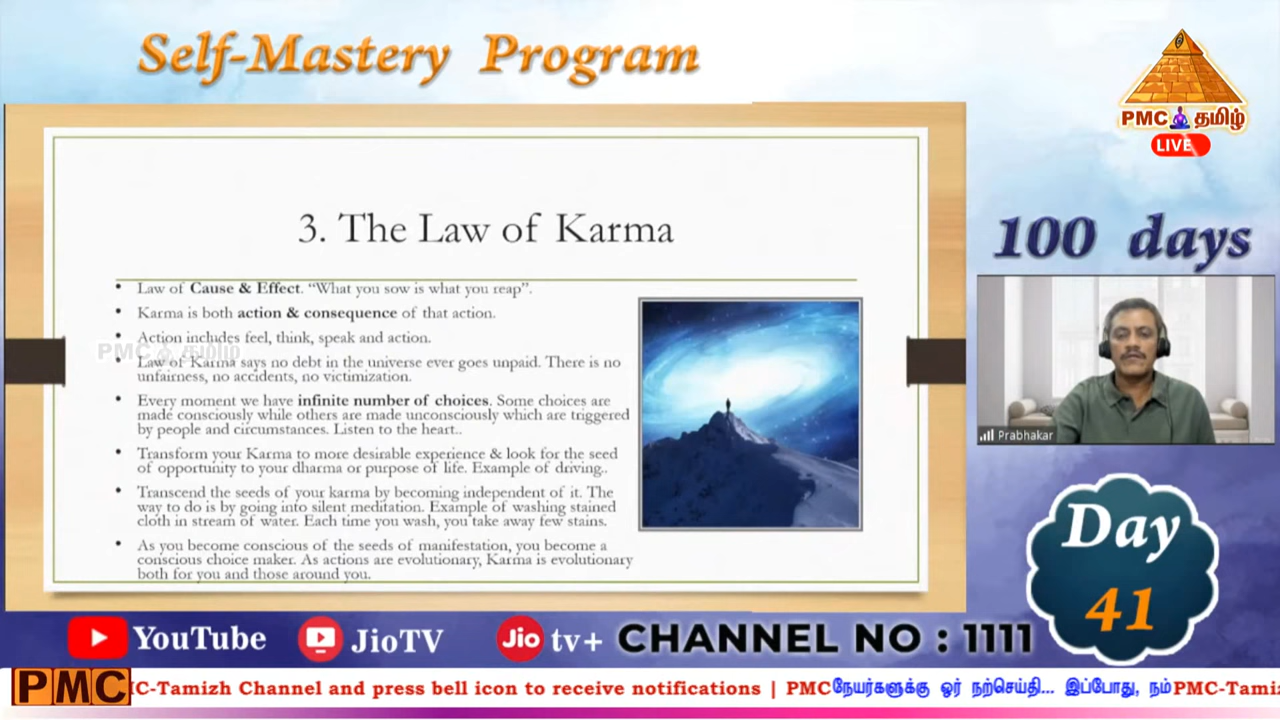 Self-Mastery Program
PMC தமிழ்
LIVE
100 days
3. The Law of Karma
• Law of Cause & Effect. “What you sow is what you reap”.
• Karma is both action & consequence of that action.
• Action includes feel, think, speak and action.
PMC தமிழ்
• Law of Karma says no debt in the universe ever goes unpaid. There is no
unfairness, no accidents, no victimization.
• Every moment we have infinite number of choices. Some choices are
made consciously while others are made unconsciously which are triggered
by people and circumstances. Listen to the heart..
• Transform your Karma to more desirable experience & look for the seed
of opportunity to your dharma or purpose of life. Example of driving..
• Transcend the seeds of your karma by becoming independent of it. The
way to do is by going into silent meditation. Example of washing stained
cloth in stream of water. Each time you wash, you take away few stains.
• As you become conscious of the seeds of manifestation, you become a
conscious choice maker. As actions are evolutionary, Karma is evolutionary
both for you and those around you.
Prabhakar
Day
41
YouTube JioTV Jio tv+ CHANNEL NO : 1111
PMC
C-Tamizh Channel and press bell icon to receive notifications | PMCநேயர்களுக்கு ஓர் நற்செய்தி... இப்போது, நம் PMC-Tami